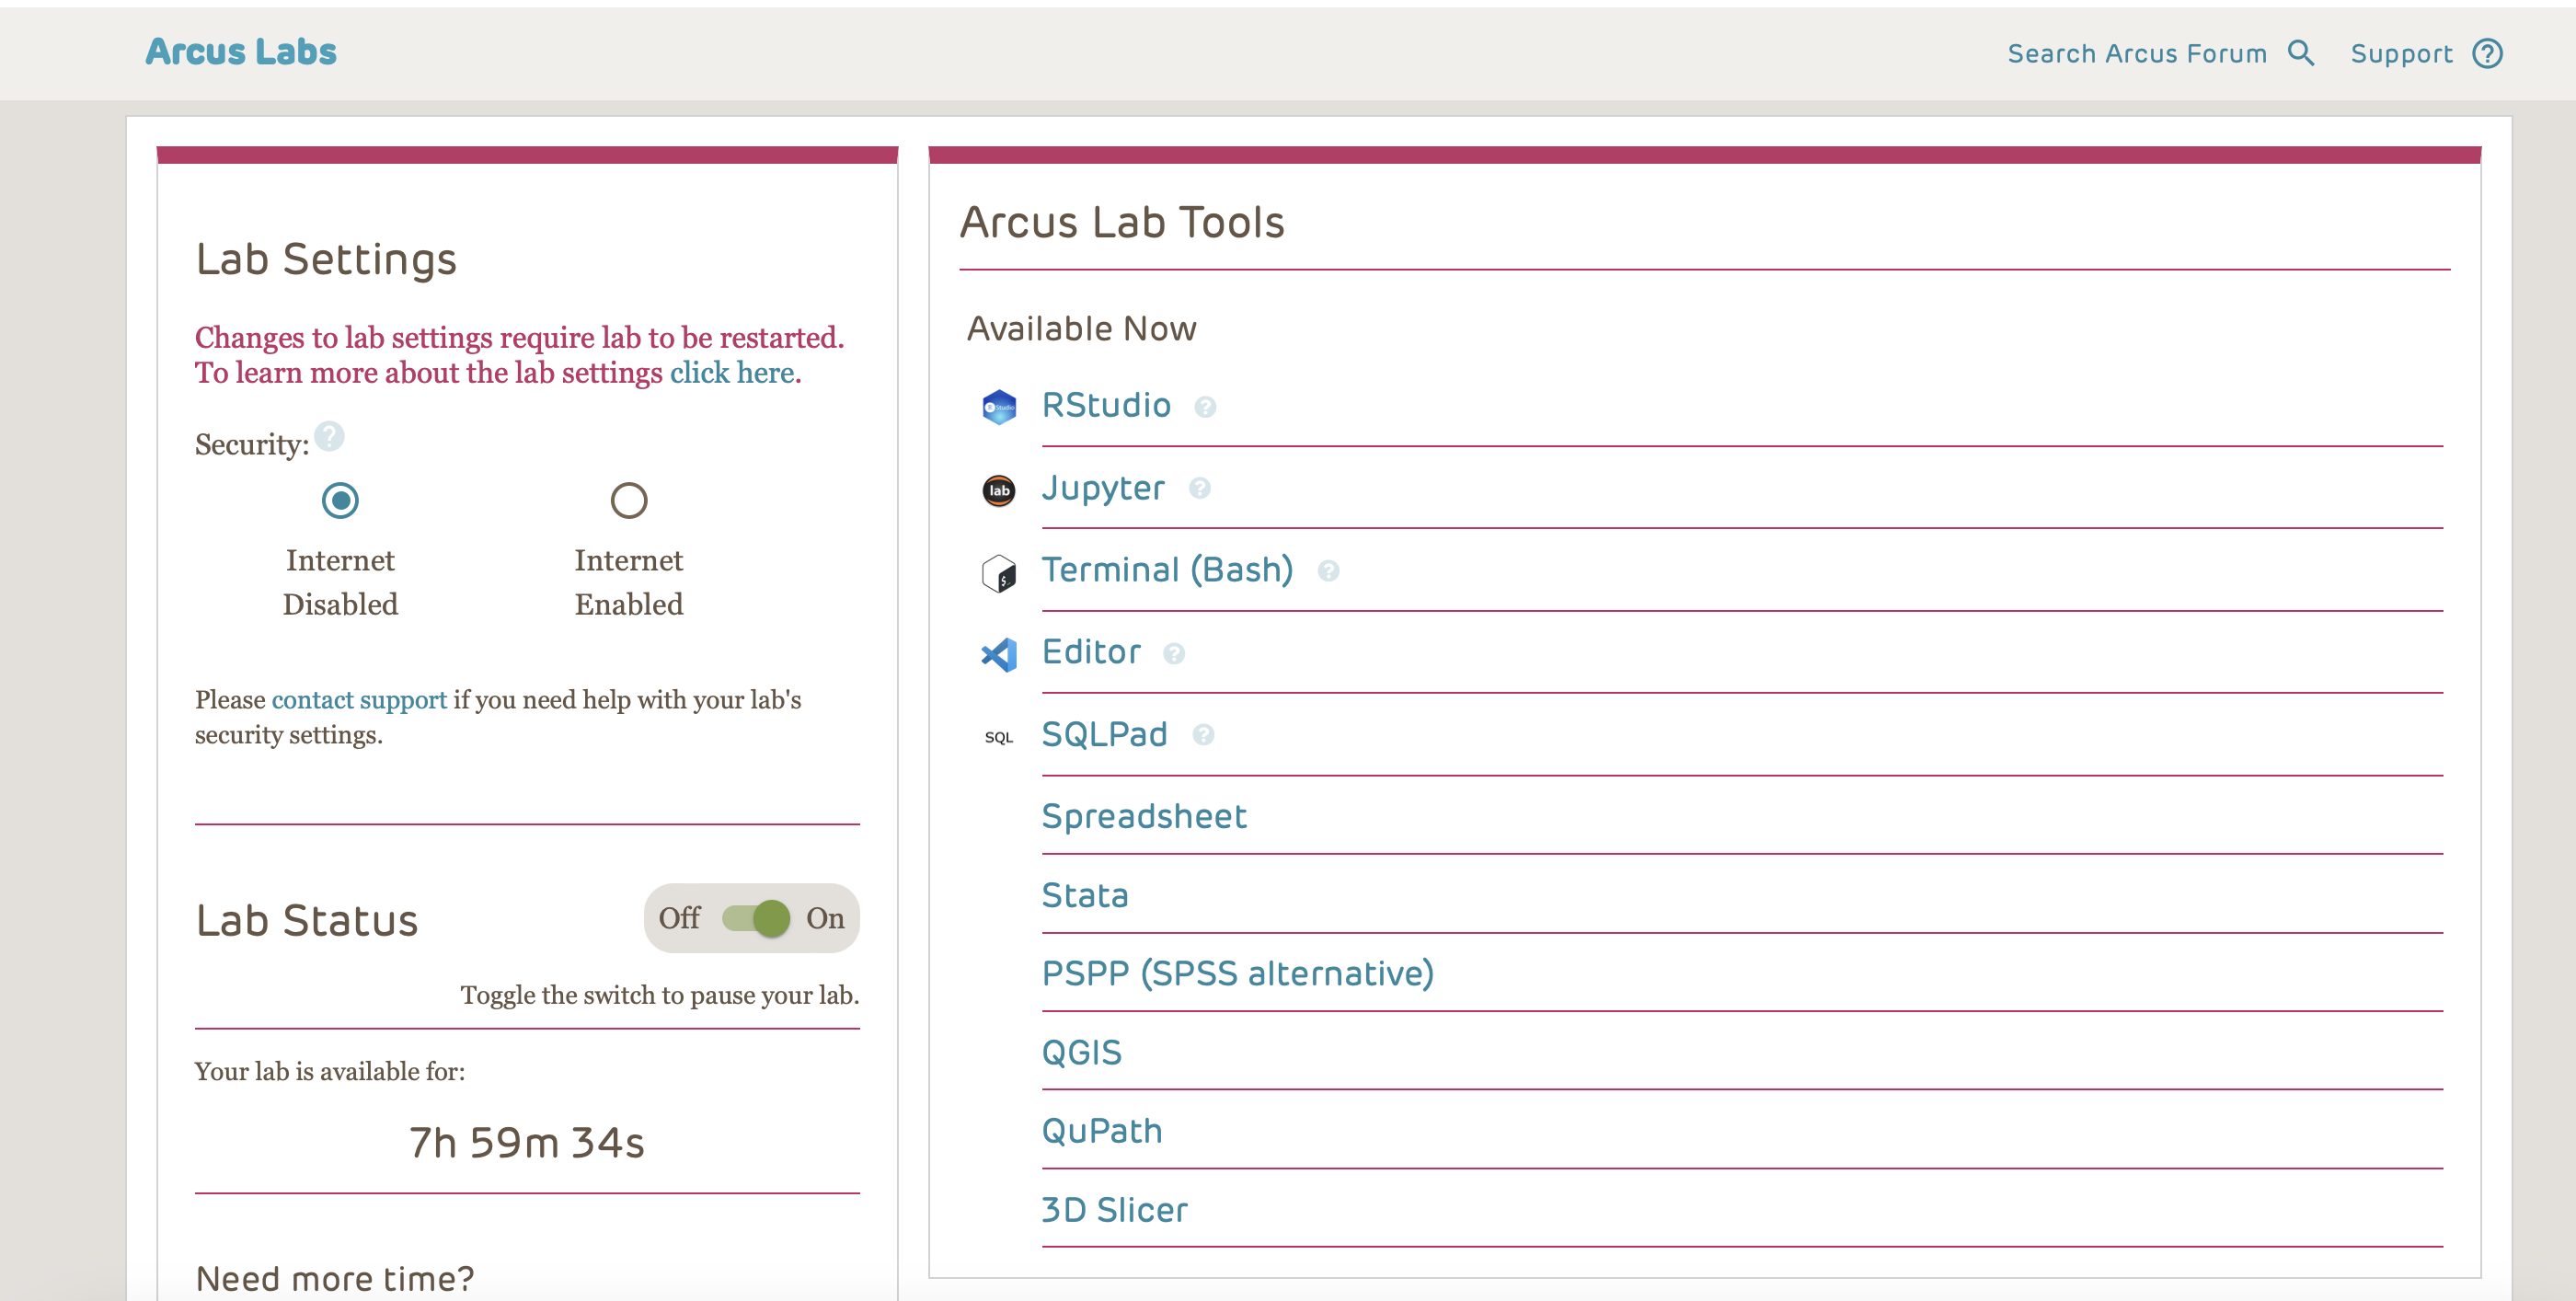 Arcus Labs
Search Arcus Forum
Support ?
Lab Settings
Changes to lab settings require lab to be restarted.
To learn more about the lab settings click here.
Security: ?
Internet Disabled
Internet Enabled
Please contact support if you need help with your lab's
security settings.
Lab Status
Off On
Toggle the switch to pause your lab.
Your lab is available for:
7h 59m 34s
Need more time?
Arcus Lab Tools
Available Now
RStudio ?
lab Jupyter ?
$_ Terminal (Bash) ?
Editor ?
SQL SQLPad ?
Spreadsheet
Stata
PSPP (SPSS alternative)
QGIS
QuPath
3D Slicer